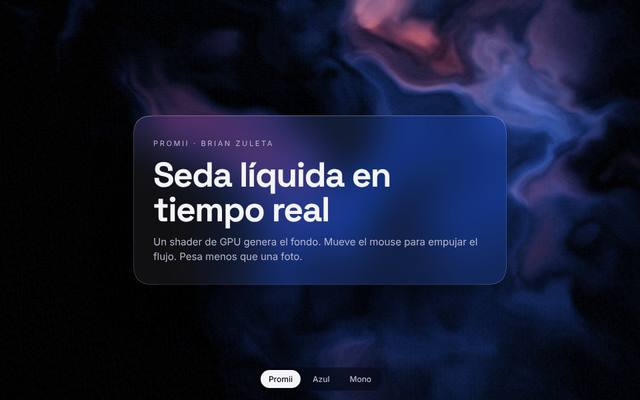 PROMII · BRIAN ZULETA
Seda líquida en
tiempo real
Un shader de GPU genera el fondo. Mueve el mouse para empujar el
flujo. Pesa menos que una foto.
Promii Azul Mono